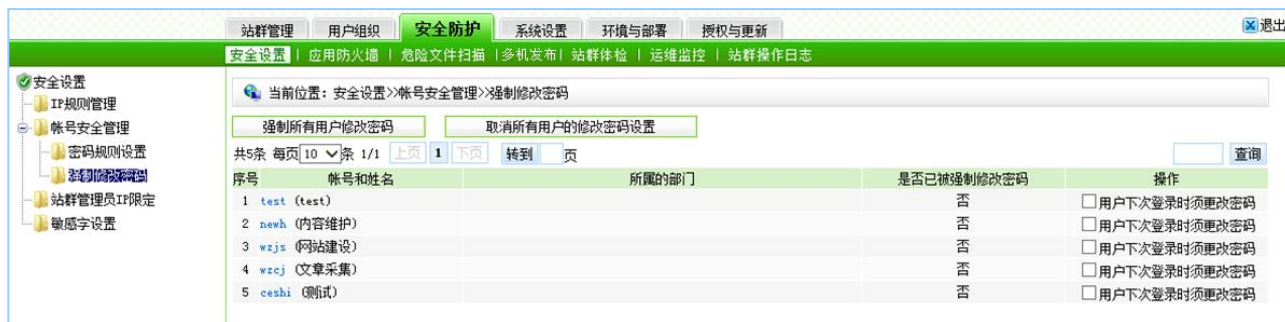 站群管理 用户组织 安全防护 系统设置 环境与部署 授权与更新 退出
安全设置 | 应用防火墙 | 危险文件扫描 | 多机发布 | 站群体检 | 运维监控 | 站群操作日志
安全设置
IP规则管理
帐号安全管理
密码规则设置
强制修改密码
站群管理员IP限定
敏感字设置
当前位置：安全设置>>帐号安全管理>>强制修改密码
强制所有用户修改密码 取消所有用户的修改密码设置
共5条 每页 10 条 1/1 上页 1 下页 转到 页 查询
序号 帐号和姓名 所属的部门 是否已被强制修改密码 操作
1 test (test) 否 用户下次登录时须更改密码
2 newh (内容维护) 否 用户下次登录时须更改密码
3 wzjs (网站建设) 否 用户下次登录时须更改密码
4 wzcj (文章采集) 否 用户下次登录时须更改密码
5 ceshi (测试) 否 用户下次登录时须更改密码